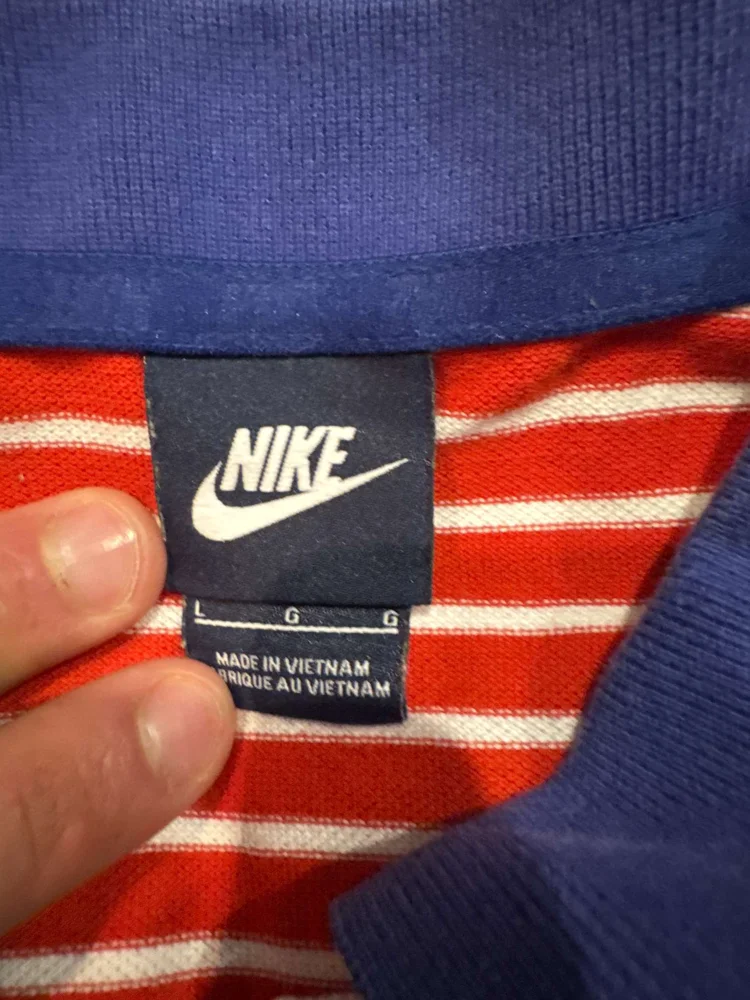 NIKE
L G G
MADE IN VIETNAM
BRIQUE AU VIETNAM